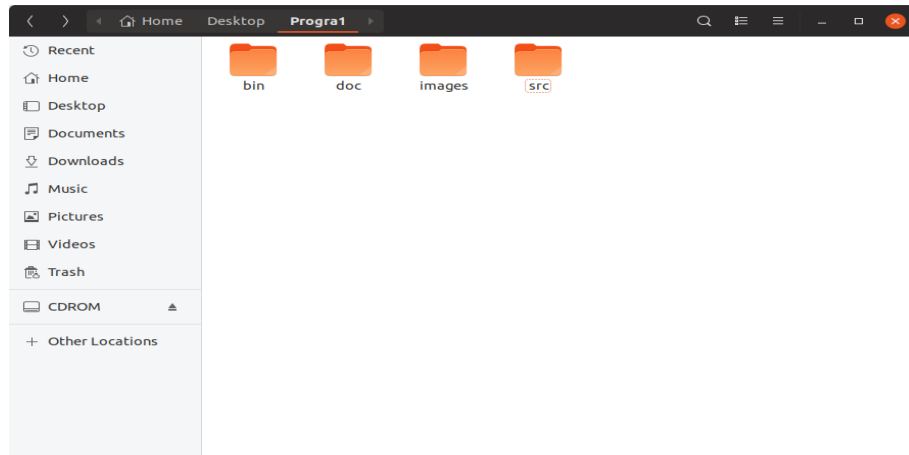 Home Desktop Progra1
Recent
Home
Desktop
Documents
Downloads
Music
Pictures
Videos
Trash
CDROM
Other Locations
bin doc images src